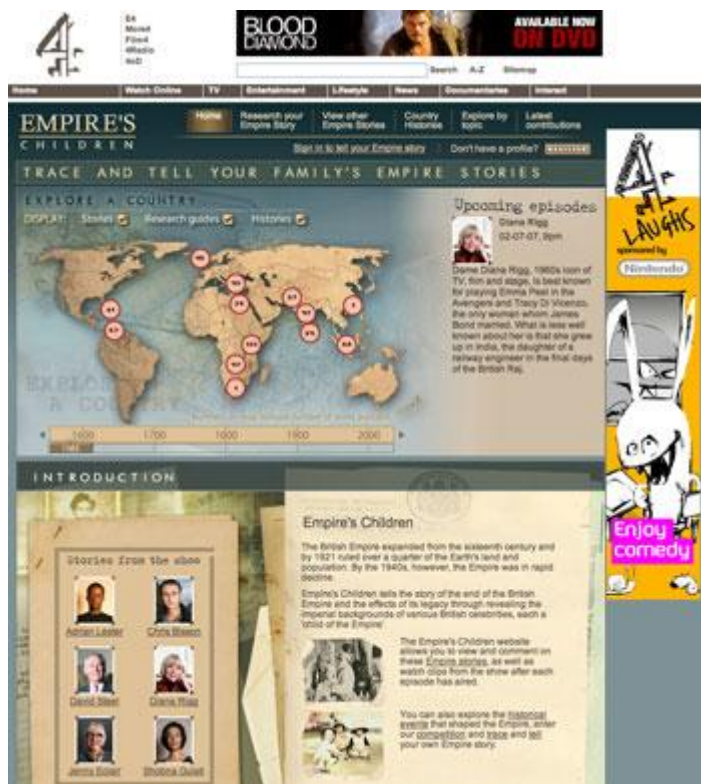 E4
More4
Film4
4Radio
4oD
BLOOD DIAMOND
AVAILABLE NOW
ON DVD
Search A-Z Sitemap
Home Watch Online TV Entertainment Lifestyle News Documentaries Interact
EMPIRE'S
CHILDREN
Home
Research your Empire Story
View other Empire Stories
Country Histories
Explore by topic
Latest contributions
Sign in to tell your Empire story
Don't have a profile?
TRACE AND TELL YOUR FAMILY'S EMPIRE STORIES
EXPLORE A COUNTRY
DISPLAY: Stories Research guides Histories
Upcoming episodes
Diana Rigg
02-07-07, 9pm
Dame Diana Rigg, 1960s icon of
TV, film and stage, is best known
for playing Emma Peel in the
Avengers and Tracy Di Vicenzo,
the only woman whom James
Bond married. What is less well
known about her is that she grew
up in India, the daughter of a
railway engineer in the final days
of the British Raj.
EXPLORE
A COUNTRY
1600 1700 1800 1900 2000
INTRODUCTION
Stories from the show
Adrian Lester Chris Bisson
David Steel Diana Rigg
Jenny Eclair Shobna Gulati
Empire's Children
The British Empire expanded from the sixteenth century and
by 1921 ruled over a quarter of the Earth's land and
population. By the 1940s, however, the Empire was in rapid
decline.
Empire's Children tells the story of the end of the British
Empire and the effects of its legacy through revealing the
imperial backgrounds of various British celebrities, each a
'child of the Empire'
The Empire's Children website
allows you to view and comment on
these Empire stories, as well as
watch clips from the show after each
episode has aired.
You can also explore the historical
events that shaped the Empire, enter
our competition and trace and tell
your own Empire story.
4
LAUGHS
sponsored by
Nintendo
Enjoy
comedy